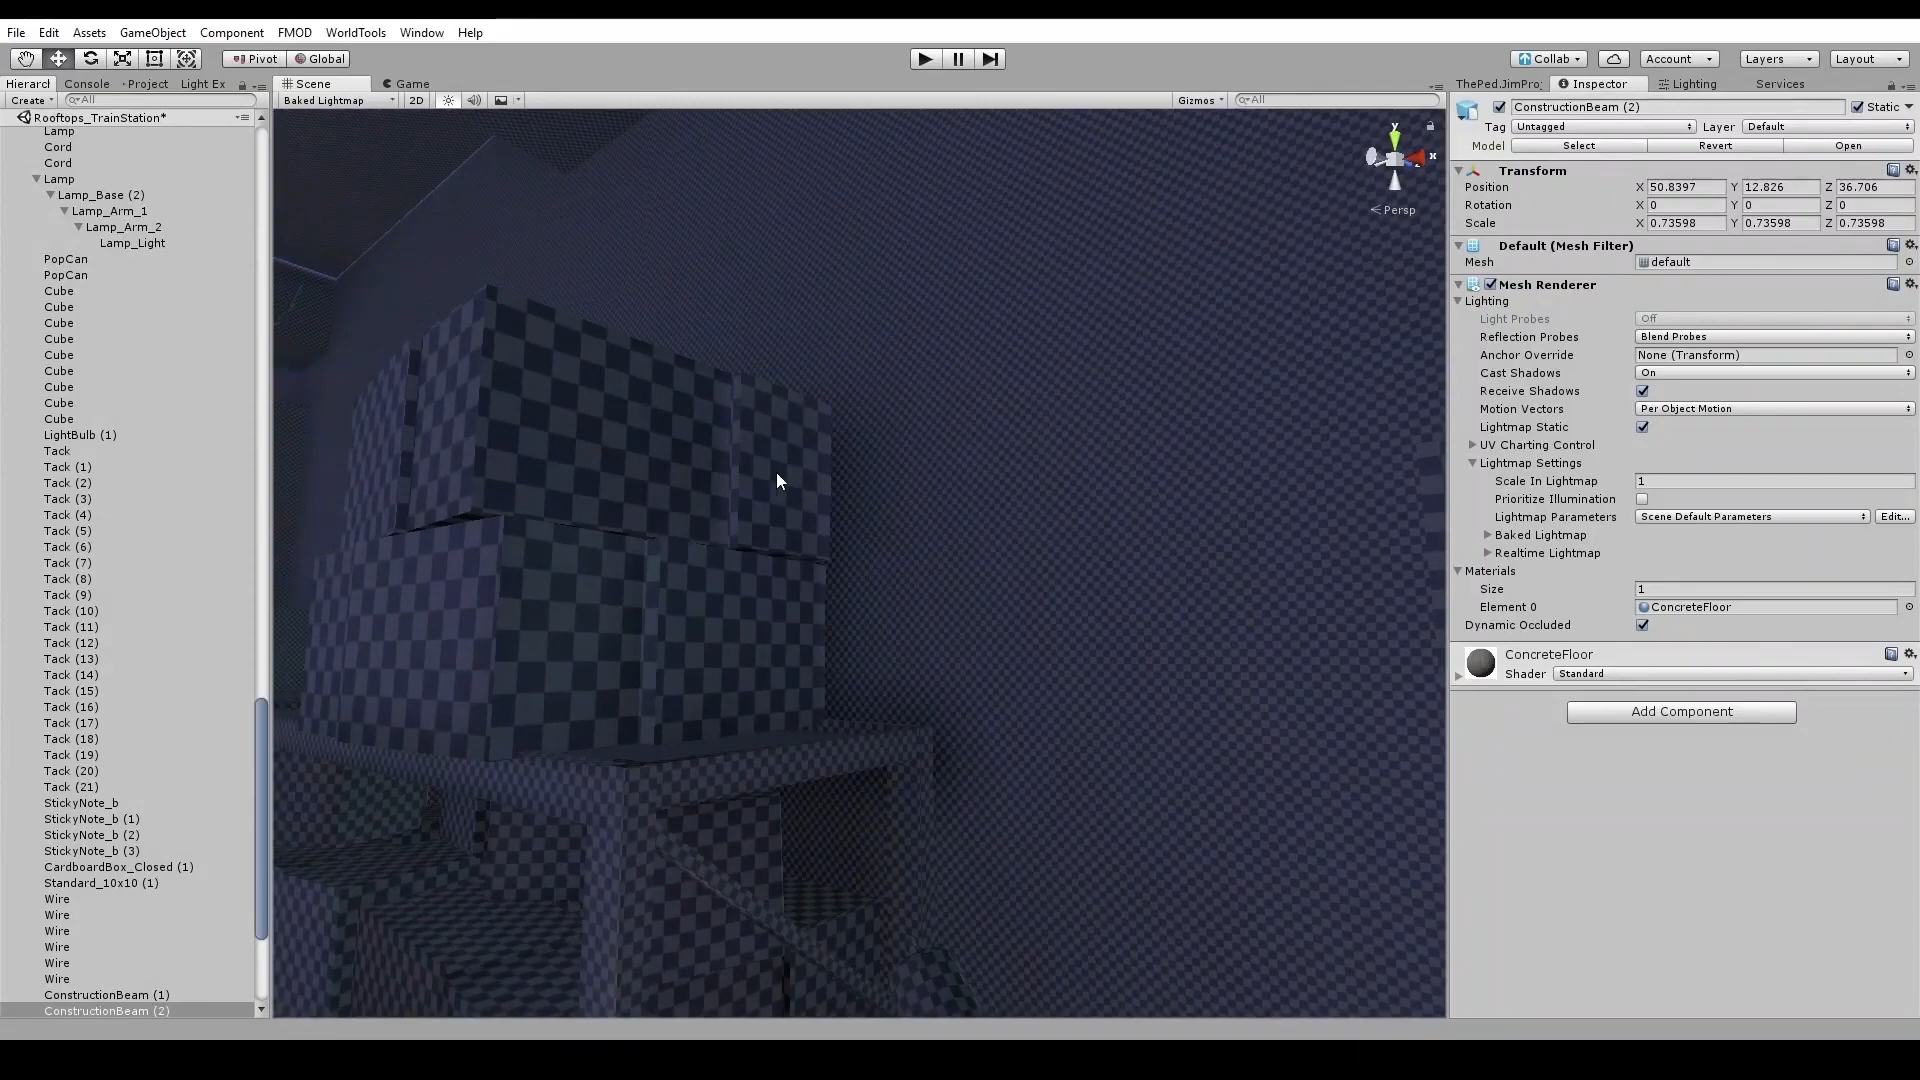 File Edit Assets GameObject Component FMOD WorldTools Window Help
Pivot Global Collab Account Layers Layout
Hierarch Console Project Light Ex Scene Game ThePed.JimPro Inspector Lighting Services
Create All Baked Lightmap 2D Gizmos All
ConstructionBeam (2) Static
Rooftops_TrainStation*
Tag Untagged Layer Default
Model Select Revert Open
Lamp
Cord
Cord
Lamp
Lamp_Base (2)
Lamp_Arm_1
Lamp_Arm_2
Lamp_Light
PopCan
PopCan
Cube
Cube
Cube
Cube
Cube
Cube
Cube
Cube
Cube
LightBulb (1)
Tack
Tack (1)
Tack (2)
Tack (3)
Tack (4)
Tack (5)
Tack (6)
Tack (7)
Tack (8)
Tack (9)
Tack (10)
Tack (11)
Tack (12)
Tack (13)
Tack (14)
Tack (15)
Tack (16)
Tack (17)
Tack (18)
Tack (19)
Tack (20)
Tack (21)
StickyNote_b
StickyNote_b (1)
StickyNote_b (2)
StickyNote_b (3)
CardboardBox_Closed (1)
Standard_10x10 (1)
Wire
Wire
Wire
Wire
Wire
Wire
ConstructionBeam (1)
ConstructionBeam (2)
y
x
Persp
Transform
Position X 50.8397 Y 12.826 Z 36.706
Rotation X 0 Y 0 Z 0
Scale X 0.73598 Y 0.73598 Z 0.73598
Default (Mesh Filter)
Mesh default
Mesh Renderer
Lighting
Light Probes Off
Reflection Probes Blend Probes
Anchor Override None (Transform)
Cast Shadows On
Receive Shadows
Motion Vectors Per Object Motion
Lightmap Static
UV Charting Control
Lightmap Settings
Scale In Lightmap 1
Prioritize Illumination
Lightmap Parameters Scene Default Parameters Edit...
Baked Lightmap
Realtime Lightmap
Materials
Size 1
Element 0 ConcreteFloor
Dynamic Occluded
ConcreteFloor
Shader Standard
Add Component